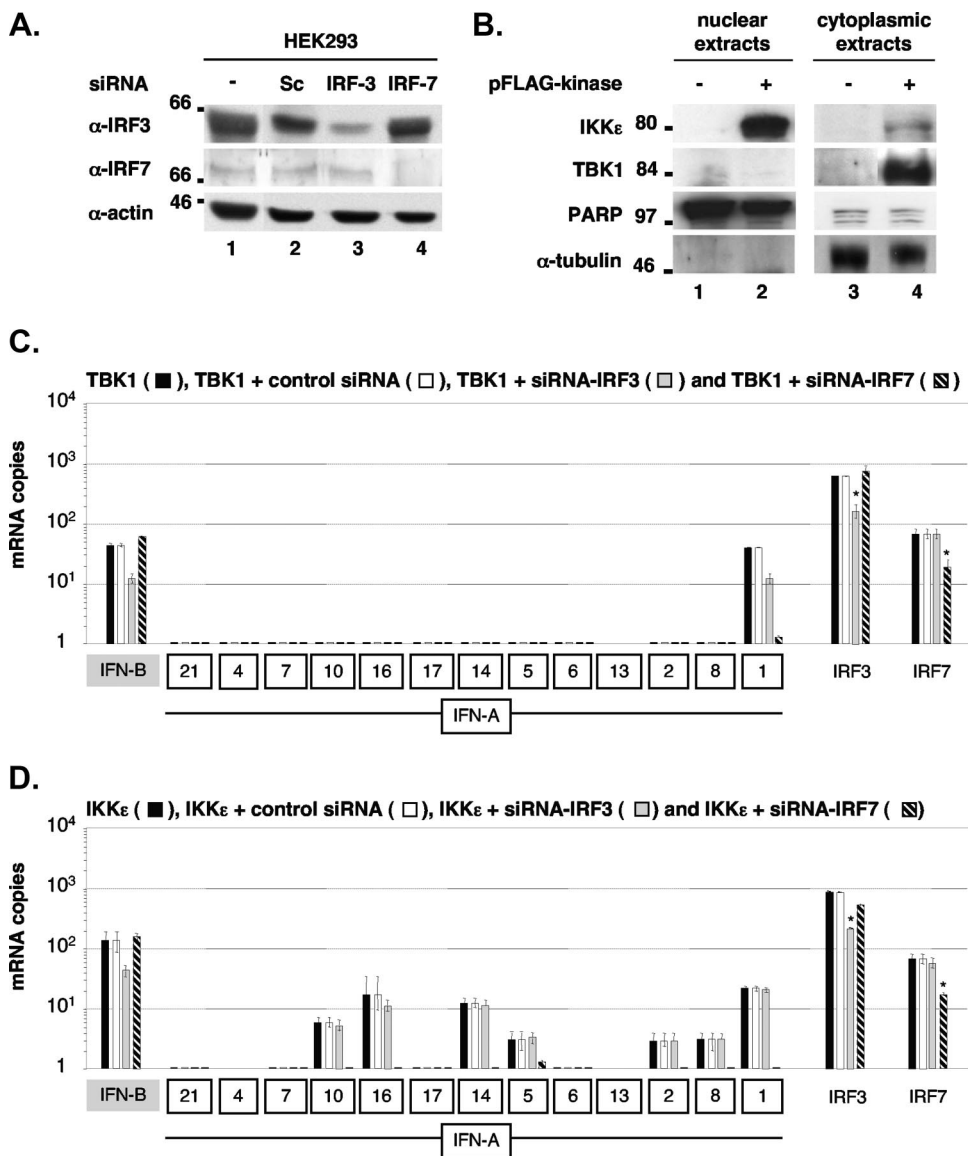 A.
HEK293
siRNA - Sc IRF-3 IRF-7
66
α-IRF3
α-IRF7
66
46
α-actin
1 2 3 4
B.
nuclear extracts cytoplasmic extracts
pFLAG-kinase - + - +
IKKε 80
TBK1 84
PARP 97
α-tubulin 46
1 2 3 4
C.
TBK1 ( ■ ), TBK1 + control siRNA ( □ ), TBK1 + siRNA-IRF3 ( ) and TBK1 + siRNA-IRF7 ( )
mRNA copies
10⁴
10³
10²
10¹
1
* *
IFN-B 21 4 7 10 16 17 14 5 6 13 2 8 1 IRF3 IRF7
IFN-A
D.
IKKε ( ■ ), IKKε + control siRNA ( □ ), IKKε + siRNA-IRF3 ( ) and IKKε + siRNA-IRF7 ( )
mRNA copies
10⁴
10³
10²
10¹
1
* *
IFN-B 21 4 7 10 16 17 14 5 6 13 2 8 1 IRF3 IRF7
IFN-A